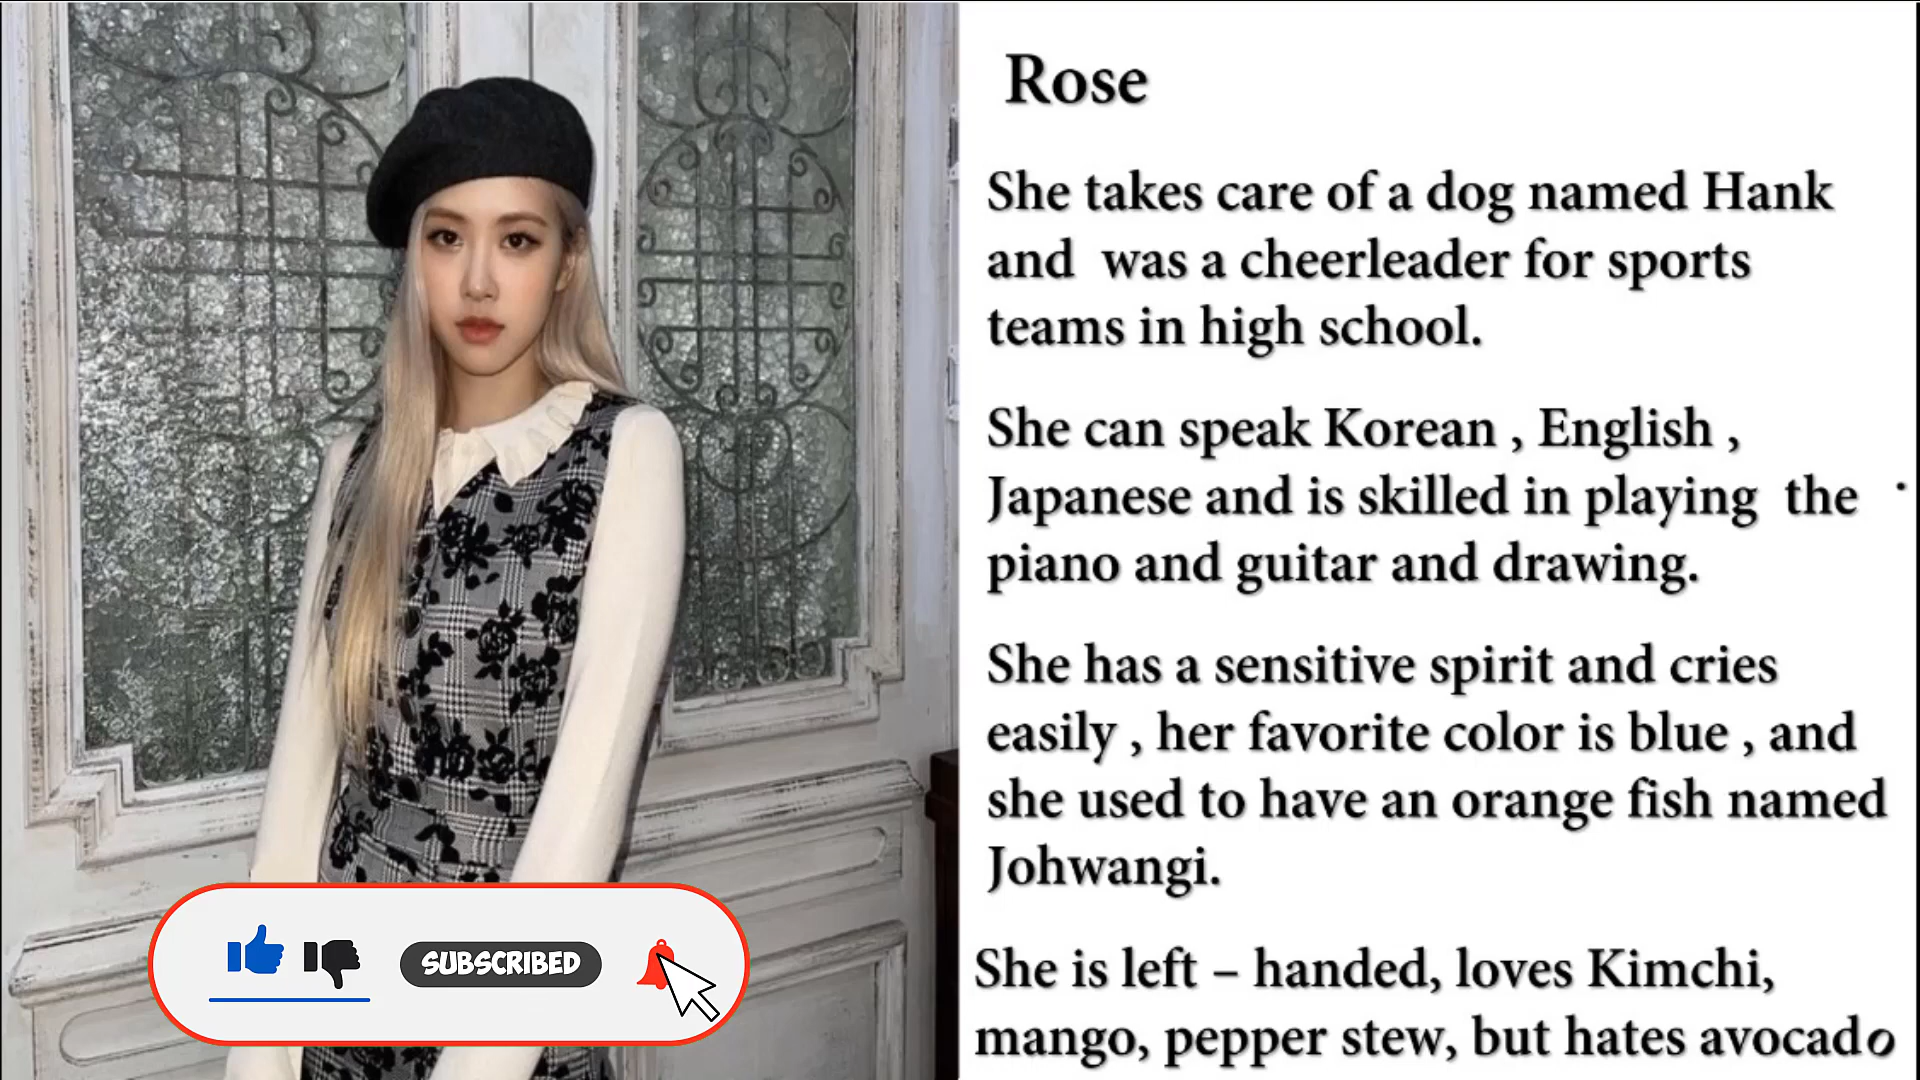 Rose
She takes care of a dog named Hank
and was a cheerleader for sports
teams in high school.
She can speak Korean , English ,
Japanese and is skilled in playing the
piano and guitar and drawing.
She has a sensitive spirit and cries
easily , her favorite color is blue , and
she used to have an orange fish named
Johwangi.
She is left – handed, loves Kimchi,
mango, pepper stew, but hates avocado
SUBSCRIBED